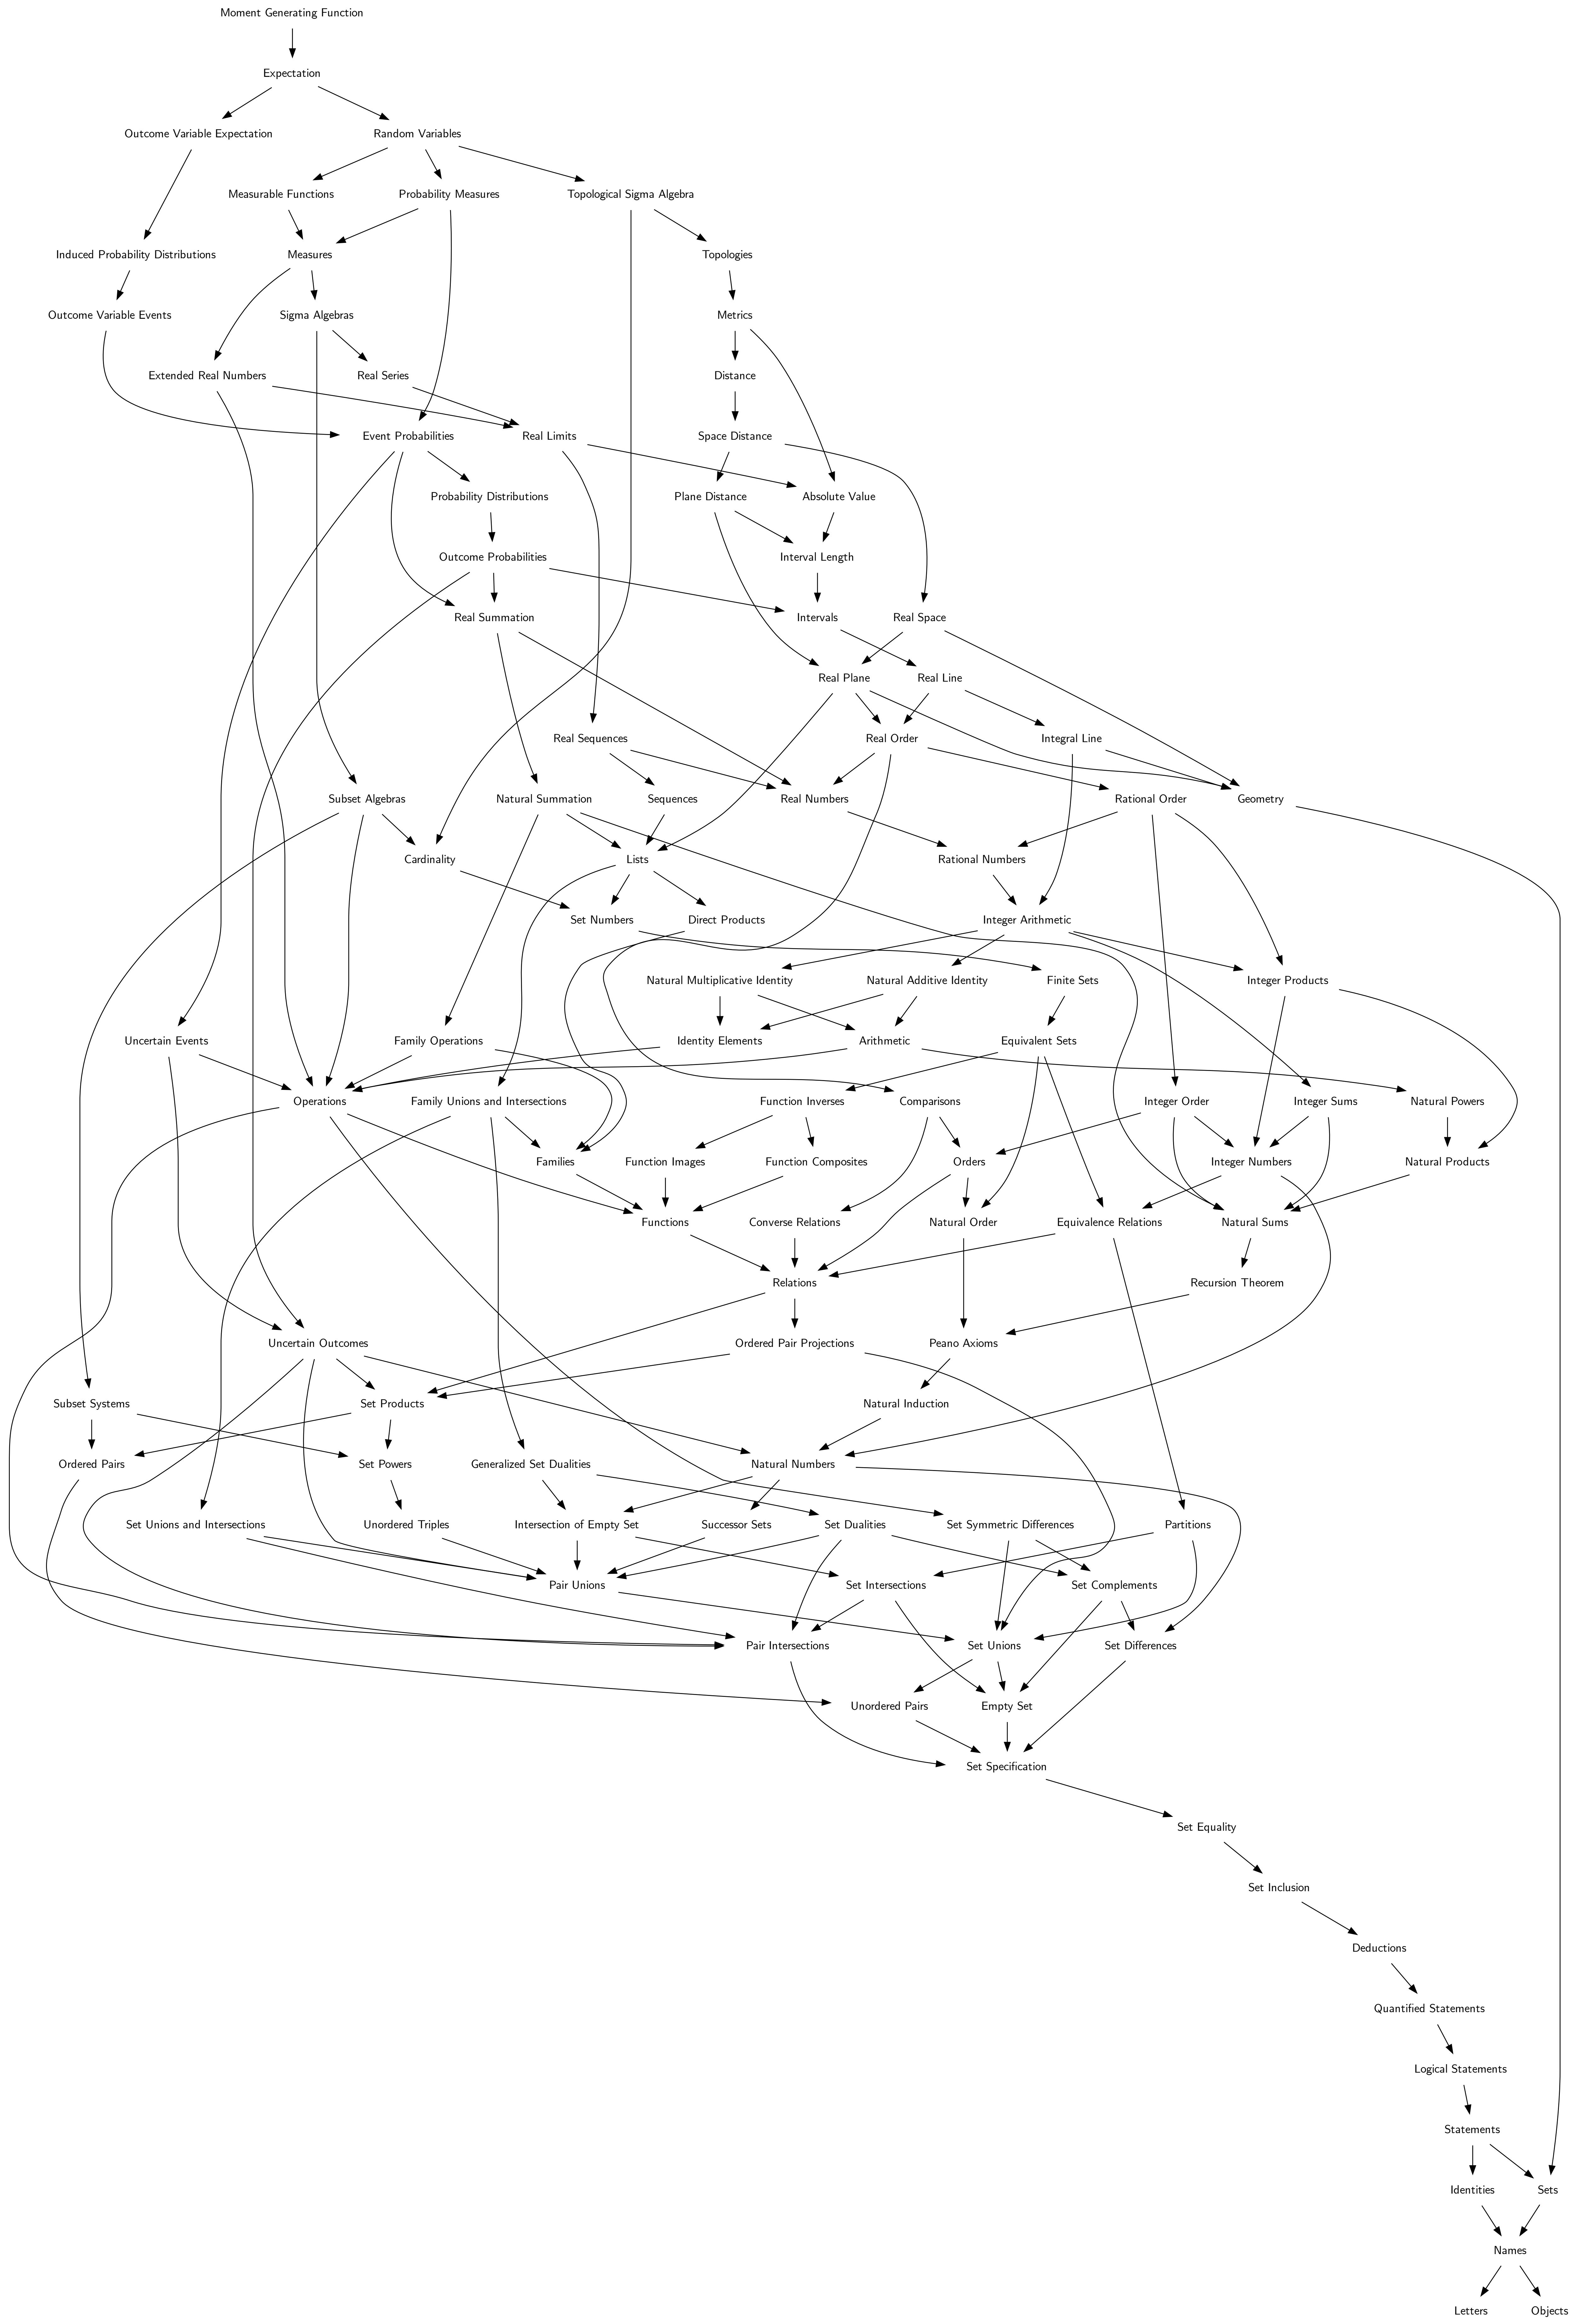 Moment Generating Function
Expectation
Outcome Variable Expectation
Random Variables
Measurable Functions
Probability Measures
Topological Sigma Algebra
Induced Probability Distributions
Measures
Topologies
Outcome Variable Events
Sigma Algebras
Metrics
Extended Real Numbers
Real Series
Distance
Event Probabilities
Real Limits
Space Distance
Probability Distributions
Plane Distance
Absolute Value
Outcome Probabilities
Interval Length
Real Summation
Intervals
Real Space
Real Plane
Real Line
Real Sequences
Real Order
Integral Line
Subset Algebras
Natural Summation
Sequences
Real Numbers
Rational Order
Geometry
Cardinality
Lists
Rational Numbers
Set Numbers
Direct Products
Integer Arithmetic
Natural Multiplicative Identity
Natural Additive Identity
Finite Sets
Integer Products
Uncertain Events
Family Operations
Identity Elements
Arithmetic
Equivalent Sets
Operations
Family Unions and Intersections
Function Inverses
Comparisons
Integer Order
Integer Sums
Natural Powers
Families
Function Images
Function Composites
Orders
Integer Numbers
Natural Products
Functions
Converse Relations
Natural Order
Equivalence Relations
Natural Sums
Relations
Recursion Theorem
Uncertain Outcomes
Ordered Pair Projections
Peano Axioms
Subset Systems
Set Products
Natural Induction
Ordered Pairs
Set Powers
Generalized Set Dualities
Natural Numbers
Set Unions and Intersections
Unordered Triples
Intersection of Empty Set
Successor Sets
Set Dualities
Set Symmetric Differences
Partitions
Pair Unions
Set Intersections
Set Complements
Pair Intersections
Set Unions
Set Differences
Unordered Pairs
Empty Set
Set Specification
Set Equality
Set Inclusion
Deductions
Quantified Statements
Logical Statements
Statements
Identities
Sets
Names
Letters
Objects